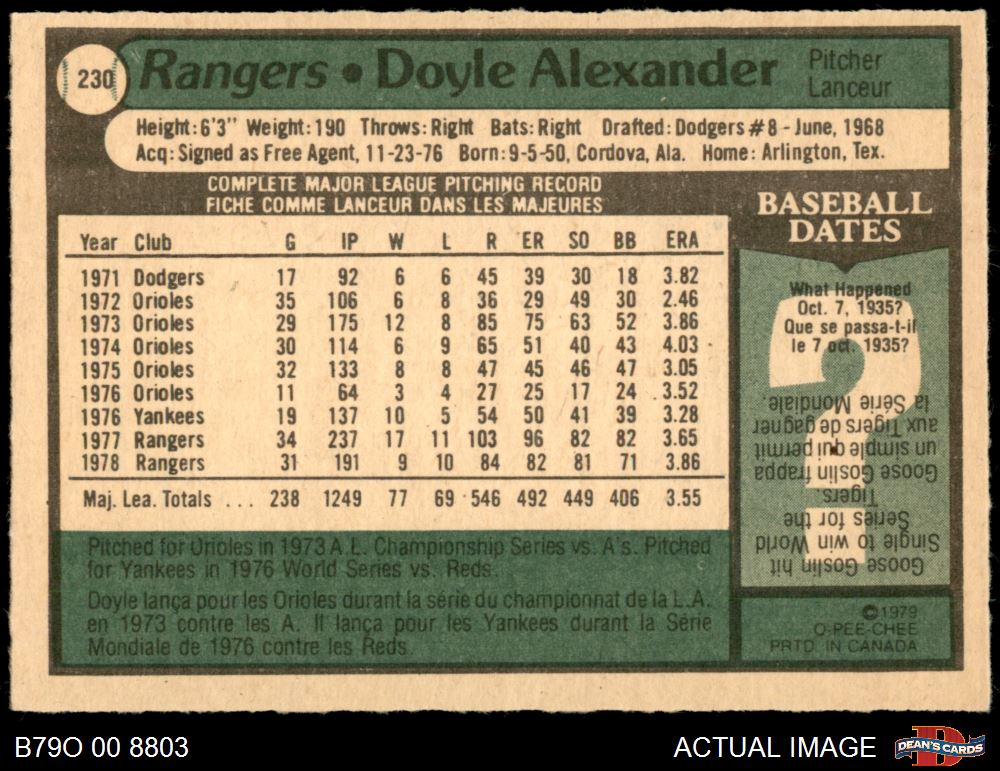 230
Rangers • Doyle Alexander
Pitcher
Lanceur
Height:6'3" Weight:190 Throws:Right Bats:Right Drafted:Dodgers #8 - June, 1968
Acq:Signed as Free Agent, 11-23-76 Born:9-5-50, Cordova, Ala. Home:Arlington, Tex.
COMPLETE MAJOR LEAGUE PITCHING RECORD
FICHE COMME LANCEUR DANS LES MAJEURES
Year Club G IP W L R ER SO BB ERA
1971 Dodgers 17 92 6 6 45 39 30 18 3.82
1972 Orioles 35 106 6 8 36 29 49 30 2.46
1973 Orioles 29 175 12 8 85 75 63 52 3.86
1974 Orioles 30 114 6 9 65 51 40 43 4.03
1975 Orioles 32 133 8 8 47 45 46 47 3.05
1976 Orioles 11 64 3 4 27 25 17 24 3.52
1976 Yankees 19 137 10 5 54 50 41 39 3.28
1977 Rangers 34 237 17 11 103 96 82 82 3.65
1978 Rangers 31 191 9 10 84 82 81 71 3.86
Maj. Lea. Totals ... 238 1249 77 69 546 492 449 406 3.55
Pitched for Orioles in 1973 A.L. Championship Series vs. A's. Pitched
for Yankees in 1976 World Series vs. Reds.
Doyle lança pour les Orioles durant la série du championnat de la L.A.
en 1973 contre les A. Il lança pour les Yankees durant la Série
Mondiale de 1976 contre les Reds.
BASEBALL
DATES
What Happened
Oct. 7, 1935?
Que se passa-t-il
le 7 oct. 1935?
Goose Goslin hit
Single to win World
Series for the
Tigers.
Goose Goslin frappa
un simple qui permit
aux Tigers de gagner
la Série Mondiale.
©1979
O-PEE-CHEE
PRTD. IN CANADA
B79O 00 8803
ACTUAL IMAGE
DEAN'S CARDS